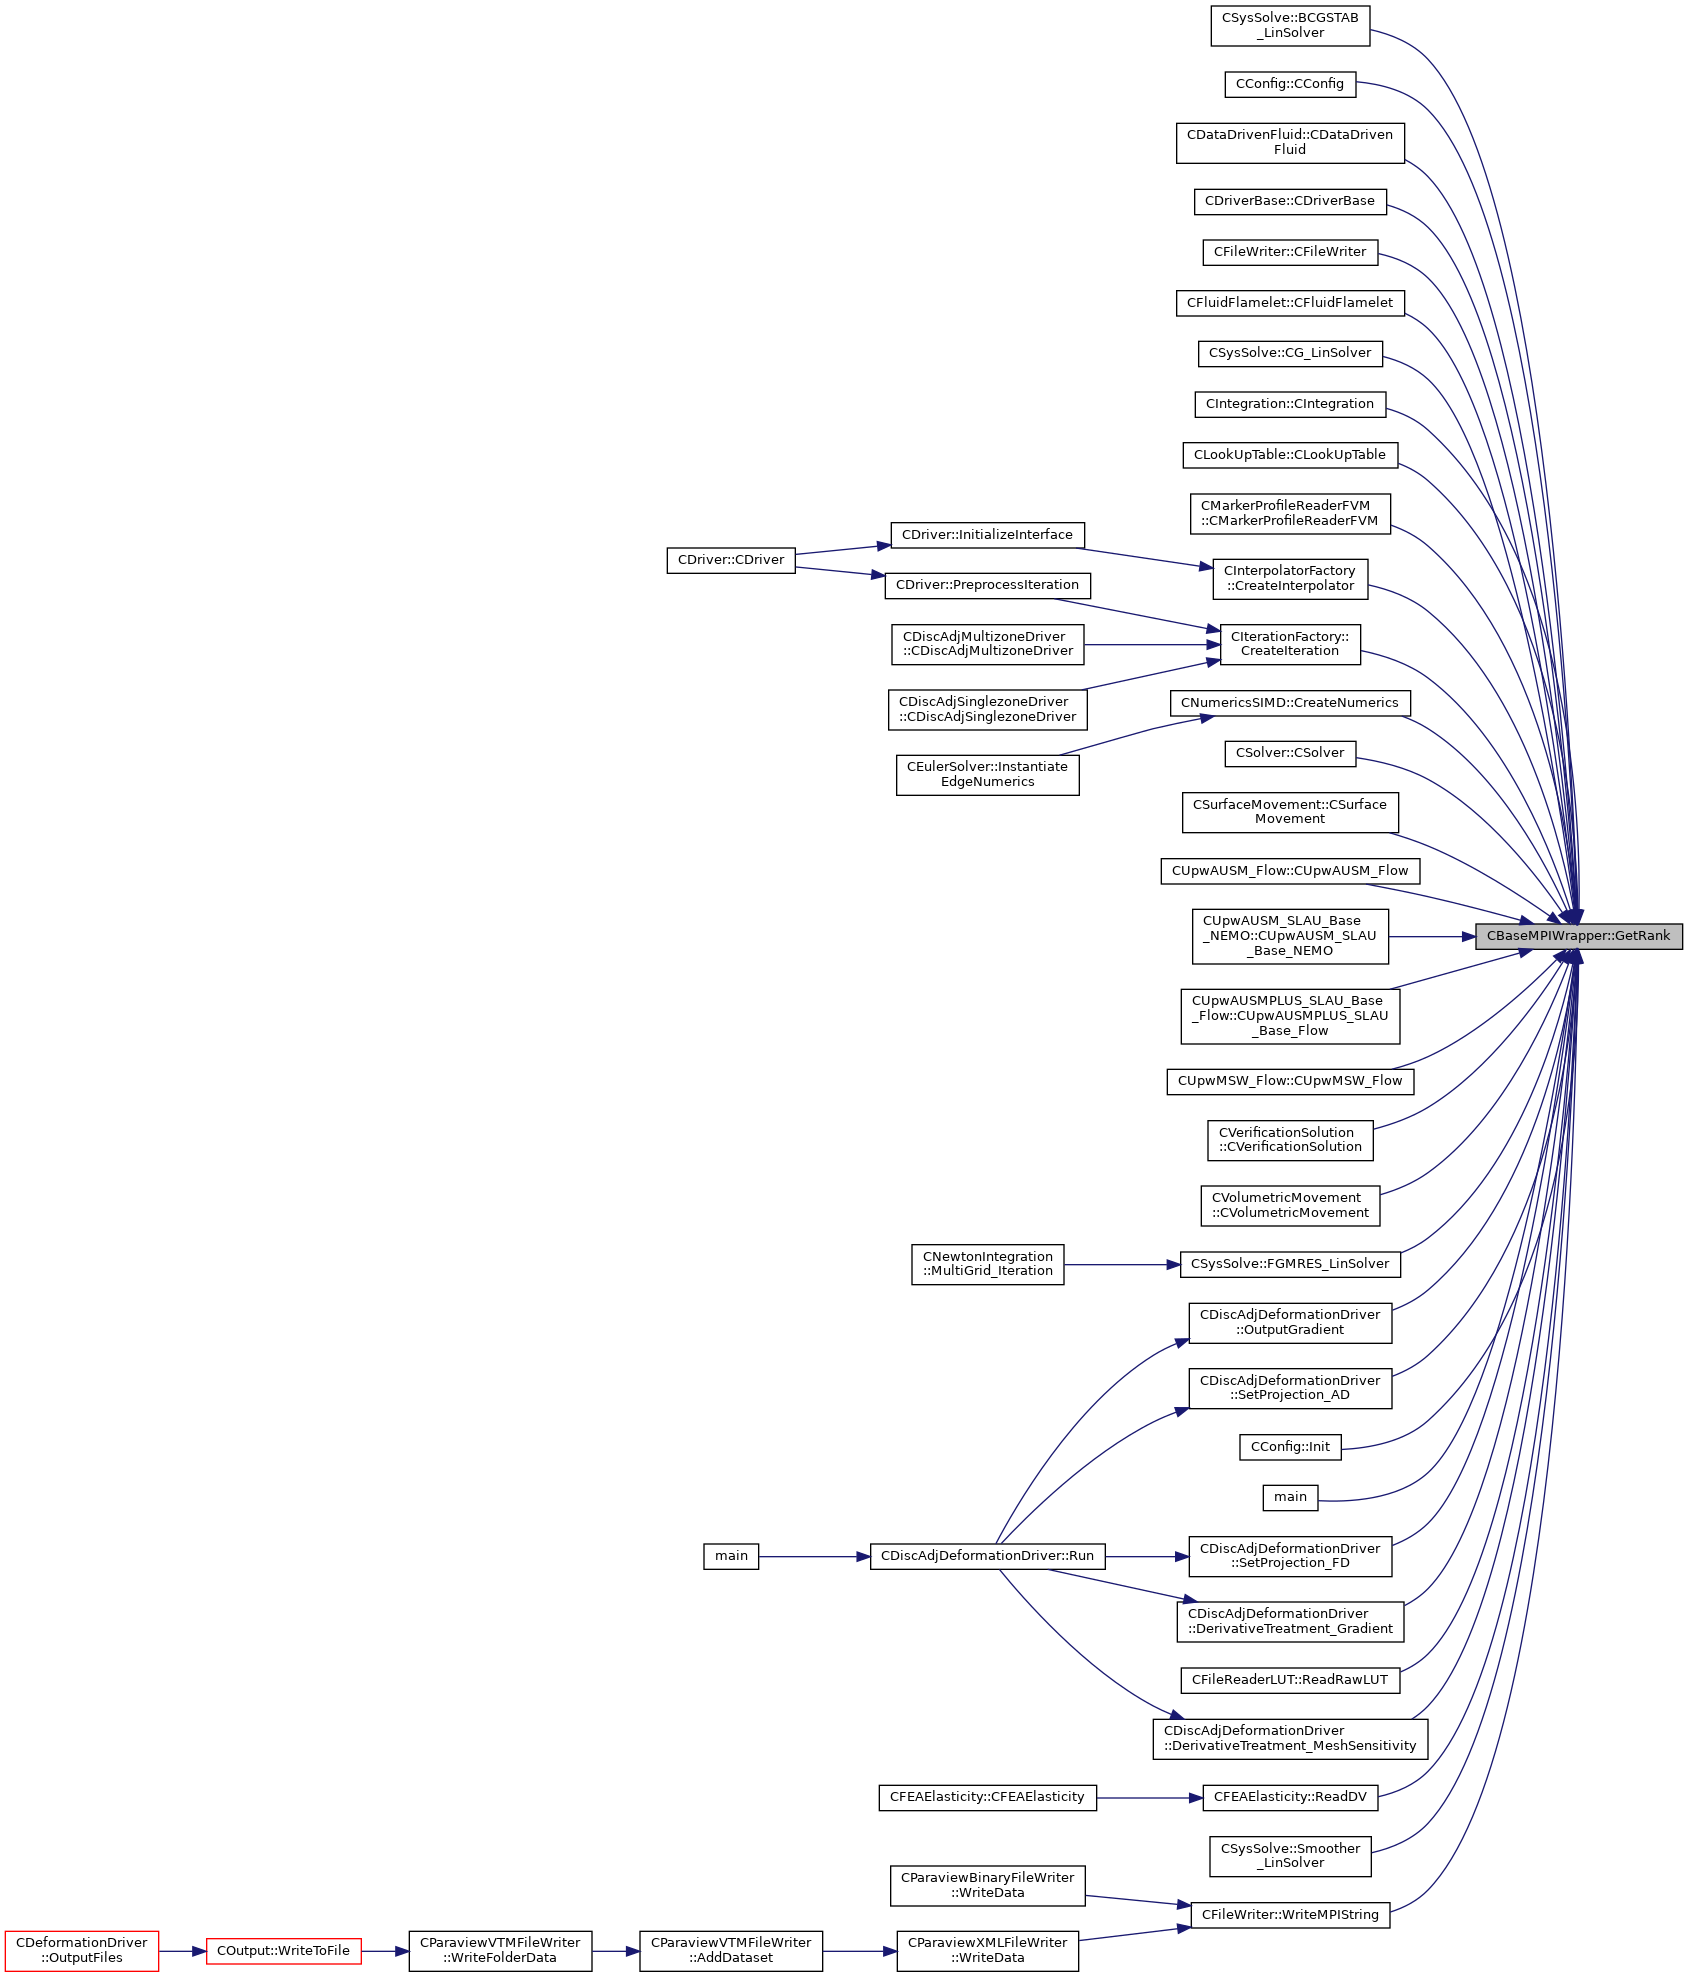 CSysSolve::BCGSTAB
_LinSolver
CConfig::CConfig
CDataDrivenFluid::CDataDriven
Fluid
CDriverBase::CDriverBase
CFileWriter::CFileWriter
CFluidFlamelet::CFluidFlamelet
CSysSolve::CG_LinSolver
CIntegration::CIntegration
CLookUpTable::CLookUpTable
CMarkerProfileReaderFVM
::CMarkerProfileReaderFVM
CDriver::InitializeInterface
CDriver::CDriver
CInterpolatorFactory
::CreateInterpolator
CDriver::PreprocessIteration
CDiscAdjMultizoneDriver
::CDiscAdjMultizoneDriver
CIterationFactory::
CreateIteration
CDiscAdjSinglezoneDriver
::CDiscAdjSinglezoneDriver
CNumericsSIMD::CreateNumerics
CSolver::CSolver
CEulerSolver::Instantiate
EdgeNumerics
CSurfaceMovement::CSurface
Movement
CUpwAUSM_Flow::CUpwAUSM_Flow
CUpwAUSM_SLAU_Base
_NEMO::CUpwAUSM_SLAU
_Base_NEMO
CBaseMPIWrapper::GetRank
CUpwAUSMPLUS_SLAU_Base
_Flow::CUpwAUSMPLUS_SLAU
_Base_Flow
CUpwMSW_Flow::CUpwMSW_Flow
CVerificationSolution
::CVerificationSolution
CVolumetricMovement
::CVolumetricMovement
CNewtonIntegration
::MultiGrid_Iteration
CSysSolve::FGMRES_LinSolver
CDiscAdjDeformationDriver
::OutputGradient
CDiscAdjDeformationDriver
::SetProjection_AD
CConfig::Init
main
main
CDiscAdjDeformationDriver::Run
CDiscAdjDeformationDriver
::SetProjection_FD
CDiscAdjDeformationDriver
::DerivativeTreatment_Gradient
CFileReaderLUT::ReadRawLUT
CDiscAdjDeformationDriver
::DerivativeTreatment_MeshSensitivity
CFEAElasticity::CFEAElasticity
CFEAElasticity::ReadDV
CSysSolve::Smoother
_LinSolver
CParaviewBinaryFileWriter
::WriteData
CFileWriter::WriteMPIString
CDeformationDriver
::OutputFiles
COutput::WriteToFile
CParaviewVTMFileWriter
::WriteFolderData
CParaviewVTMFileWriter
::AddDataset
CParaviewXMLFileWriter
::WriteData